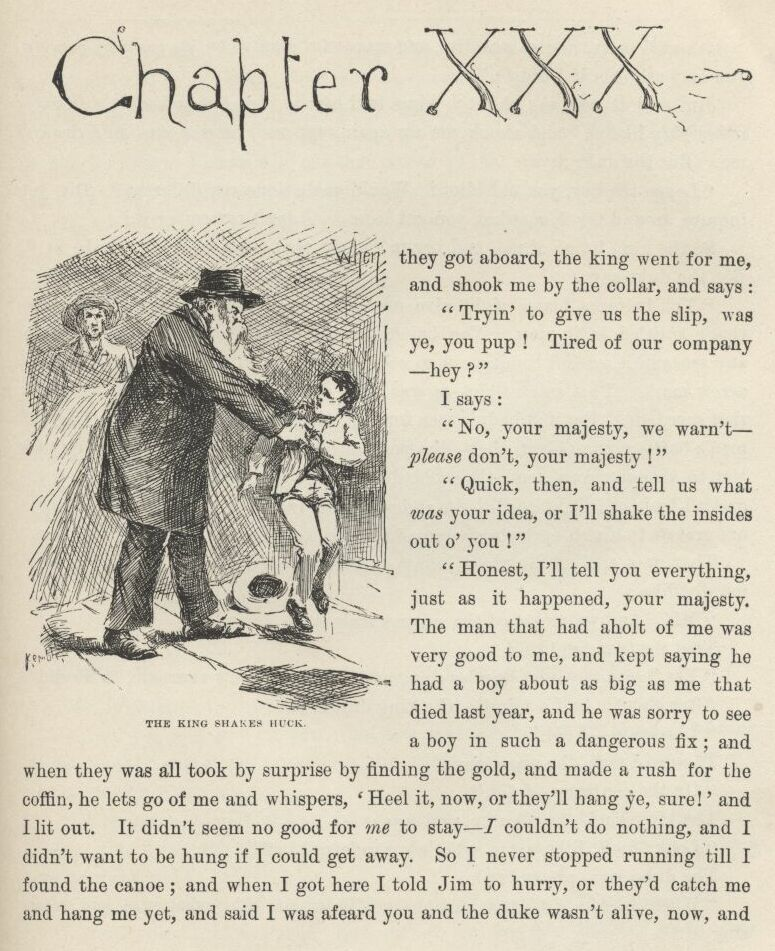 Chapter XXX
When they got aboard, the king went for me,
and shook me by the collar, and says :
“ Tryin’ to give us the slip, was
ye, you pup ! Tired of our company
—hey ? ”
I says :
“ No, your majesty, we warn’t—
please don’t, your majesty ! ”
“ Quick, then, and tell us what
was your idea, or I’ll shake the insides
out o’ you ! ”
“ Honest, I’ll tell you everything,
just as it happened, your majesty.
The man that had aholt of me was
very good to me, and kept saying he
had a boy about as big as me that
died last year, and he was sorry to see
a boy in such a dangerous fix ; and
when they was all took by surprise by finding the gold, and made a rush for the
coffin, he lets go of me and whispers, ‘ Heel it, now, or they’ll hang ye, sure! ’ and
I lit out. It didn’t seem no good for me to stay—I couldn’t do nothing, and I
didn’t want to be hung if I could get away. So I never stopped running till I
found the canoe ; and when I got here I told Jim to hurry, or they’d catch me
and hang me yet, and said I was afeard you and the duke wasn’t alive, now, and
Kemble.
THE KING SHAKES HUCK.